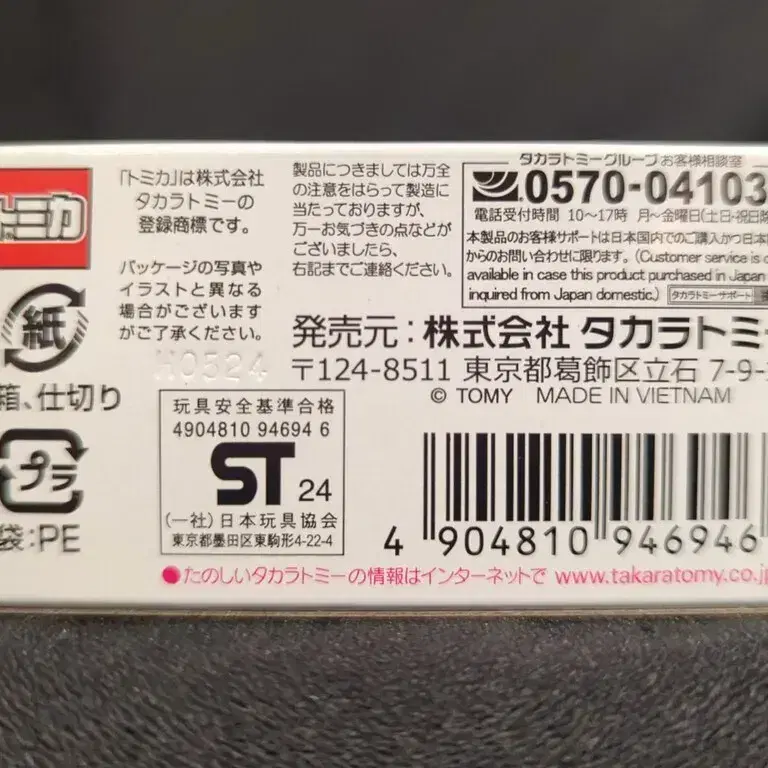 トミカ
「トミカ」は株式会社
タカラトミーの
登録商標です。
パッケージの写真や
イラストと異なる
場合がございます
がご了承ください。
製品につきましては万全
の注意をはらって製造に
当たっておりますが、
万一お気づきの点などが
ございましたら、
右記までご連絡ください。
タカラトミーグループ お客様相談室
0570-04103
電話受付時間 10～17時 月～金曜日(土日・祝日除
本製品のお客様サポートは日本国内でのご購入かつ日本
からのお問い合わせに限ります。(Customer service is
available in case this product purchased in Japan
inquired from Japan domestic.)
タカラトミーサポート
発売元：株式会社 タカラトミー
〒124-8511 東京都葛飾区立石 7-9-
© TOMY MADE IN VIETNAM
紙
箱、仕切り
プラ
袋：PE
H0524
玩具安全基準合格
4904810 94694 6
ST 24
(一社)日本玩具協会
東京都墨田区東駒形4-22-4
4 904810 946946
●たのしいタカラトミーの情報はインターネットで www.takaratomy.co.j